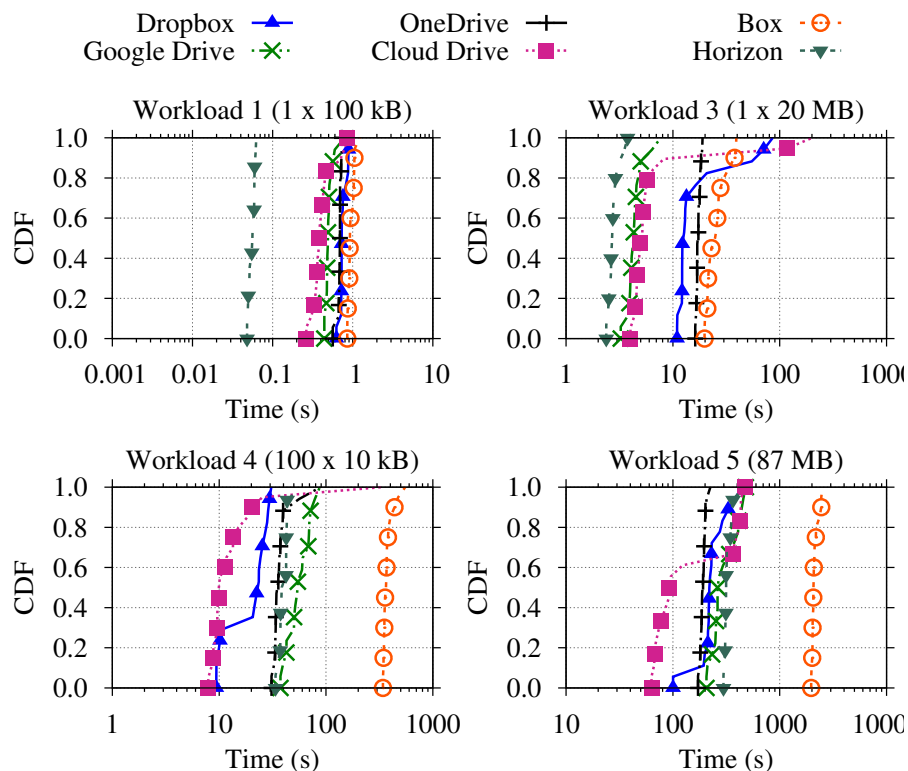 Dropbox OneDrive Box
Google Drive Cloud Drive Horizon
Workload 1 (1 x 100 kB) Workload 3 (1 x 20 MB)
1.0 1.0
0.8 0.8
0.6 0.6
CDF CDF
0.4 0.4
0.2 0.2
0.0 0.0
0.001 0.01 0.1 1 10 1 10 100 1000
Time (s) Time (s)
Workload 4 (100 x 10 kB) Workload 5 (87 MB)
1.0 1.0
0.8 0.8
0.6 0.6
CDF CDF
0.4 0.4
0.2 0.2
0.0 0.0
1 10 100 1000 10 100 1000 10000
Time (s) Time (s)